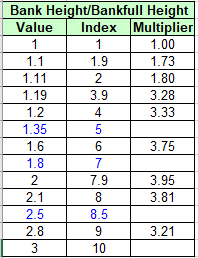 Bank Height/Bankfull Height
Value Index Multiplier
1 1 1.00
1.1 1.9 1.73
1.11 2 1.80
1.19 3.9 3.28
1.2 4 3.33
1.35 5
1.6 6 3.75
1.8 7
2 7.9 3.95
2.1 8 3.81
2.5 8.5
2.8 9 3.21
3 10